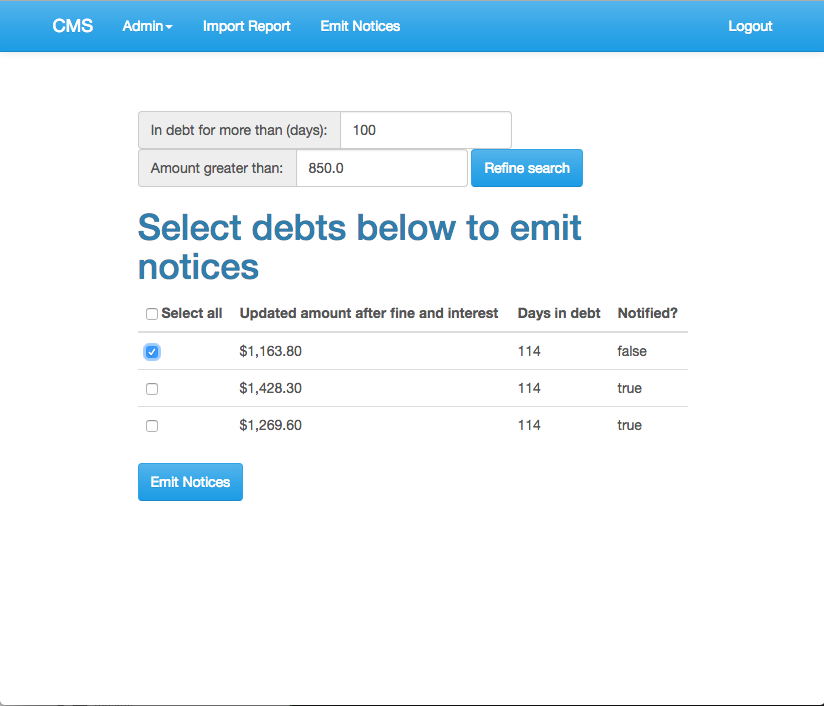 CMS Admin Import Report Emit Notices Logout
In debt for more than (days): 100
Amount greater than: 850.0 Refine search
Select debts below to emit
notices
Select all Updated amount after fine and interest Days in debt Notified?
$1,163.80 114 false
$1,428.30 114 true
$1,269.60 114 true
Emit Notices